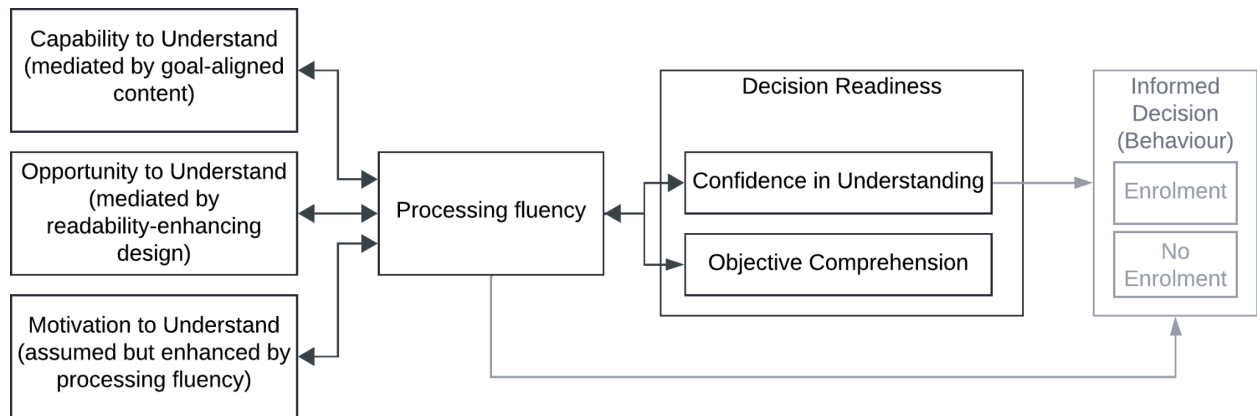 Capability to Understand
(mediated by goal-aligned
content)
Opportunity to Understand
(mediated by
readability-enhancing
design)
Motivation to Understand
(assumed but enhanced by
processing fluency)
Processing fluency
Decision Readiness
Confidence in Understanding
Objective Comprehension
Informed
Decision
(Behaviour)
Enrolment
No
Enrolment